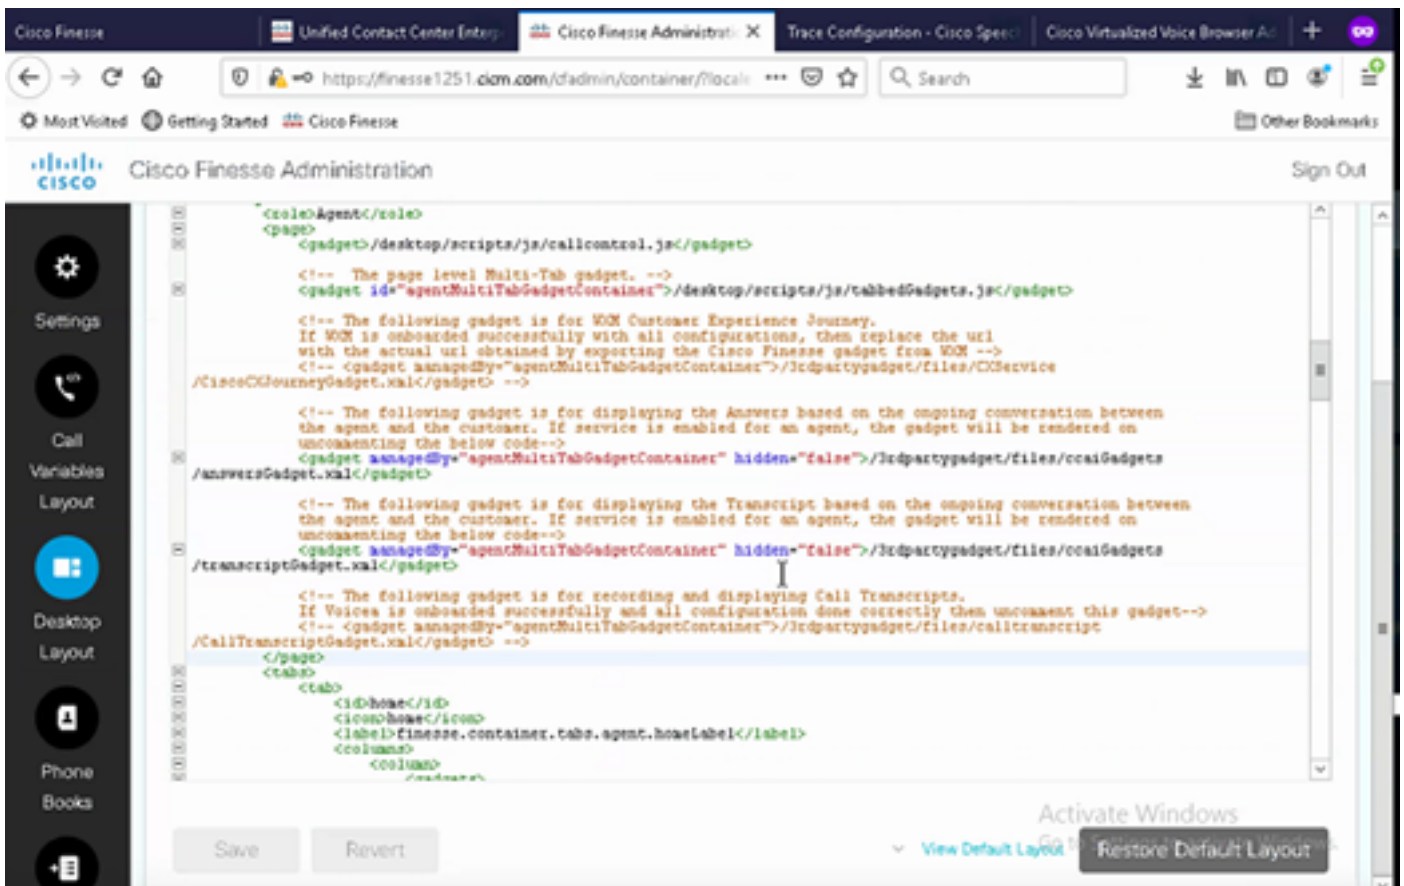 Cisco Finesse
Unified Contact Center Enterp
Cisco Finesse Administrati
Trace Configuration - Cisco Speec
Cisco Virtualized Voice Browser Ad
https://finesse1251.cicm.com/cfadmin/container/?locale
Search
Most Visited
Getting Started
Cisco Finesse
Other Bookmarks
CISCO
Cisco Finesse Administration
Sign Out
Settings
Call
Variables
Layout
Desktop
Layout
Phone
Books
<role>Agent</role>
<page>
<gadget>/desktop/scripts/js/callcontrol.js</gadget>
<!-- The page level Multi-Tab gadget. -->
<gadget id="agentMultiTabGadgetContainer">/desktop/scripts/js/tabbedGadgets.js</gadget>
<!-- The following gadget is for WXM Customer Experience Journey.
If WXM is onboarded successfully with all configurations, then replace the url
with the actual url obtained by exporting the Cisco Finesse gadget from WXM -->
<!-- <gadget managedBy="agentMultiTabGadgetContainer">/3rdpartygadget/files/CXService
/CiscoCXJourneyGadget.xml</gadget> -->
<!-- The following gadget is for displaying the Answers based on the ongoing conversation between
the agent and the customer. If service is enabled for an agent, the gadget will be rendered on
uncommenting the below code-->
<gadget managedBy="agentMultiTabGadgetContainer" hidden="false">/3rdpartygadget/files/ccaiGadgets
/answersGadget.xml</gadget>
<!-- The following gadget is for displaying the Transcript based on the ongoing conversation between
the agent and the customer. If service is enabled for an agent, the gadget will be rendered on
uncommenting the below code-->
<gadget managedBy="agentMultiTabGadgetContainer" hidden="false">/3rdpartygadget/files/ccaiGadgets
/transcriptGadget.xml</gadget>
<!-- The following gadget is for recording and displaying Call Transcripts.
If Voicea is onboarded successfully and all configuration done correctly then uncomment this gadget-->
<!-- <gadget managedBy="agentMultiTabGadgetContainer">/3rdpartygadget/files/calltranscript
/CallTranscriptGadget.xml</gadget> -->
</page>
<tabs>
<tab>
<id>home</id>
<icon>home</icon>
<label>finesse.container.tabs.agent.homeLabel</label>
<columns>
<column>
<gadgets>
Activate Windows
Save
Revert
View Default Layout
Restore Default Layout